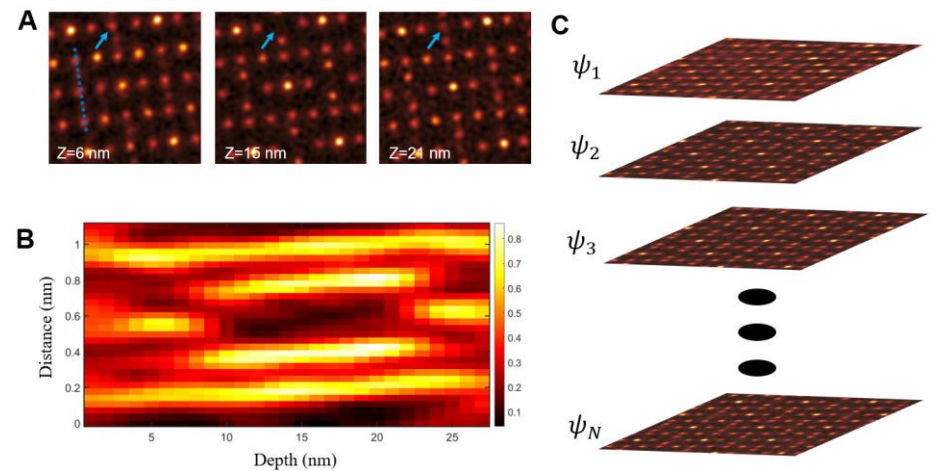 A
Z=6 nm
Z=15 nm
Z=21 nm
B
Distance (nm)
1
0.8
0.6
0.4
0.2
0
5
10
15
20
25
Depth (nm)
0.8
0.7
0.6
0.5
0.4
0.3
0.2
0.1
C
ψ1
ψ2
ψ3
ψN